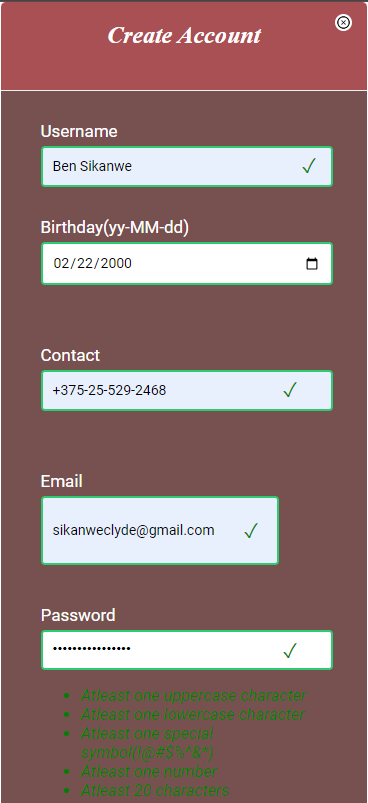 Create Account
Username
Ben Sikanwe
Birthday(yy-MM-dd)
02/22/2000
Contact
+375-25-529-2468
Email
sikanweclyde@gmail.com
Password
••••••••••••••••
Atleast one uppercase character
Atleast one lowercase character
Atleast one special
symbol(!@#$%^&*)
Atleast one number
Atleast 20 characters